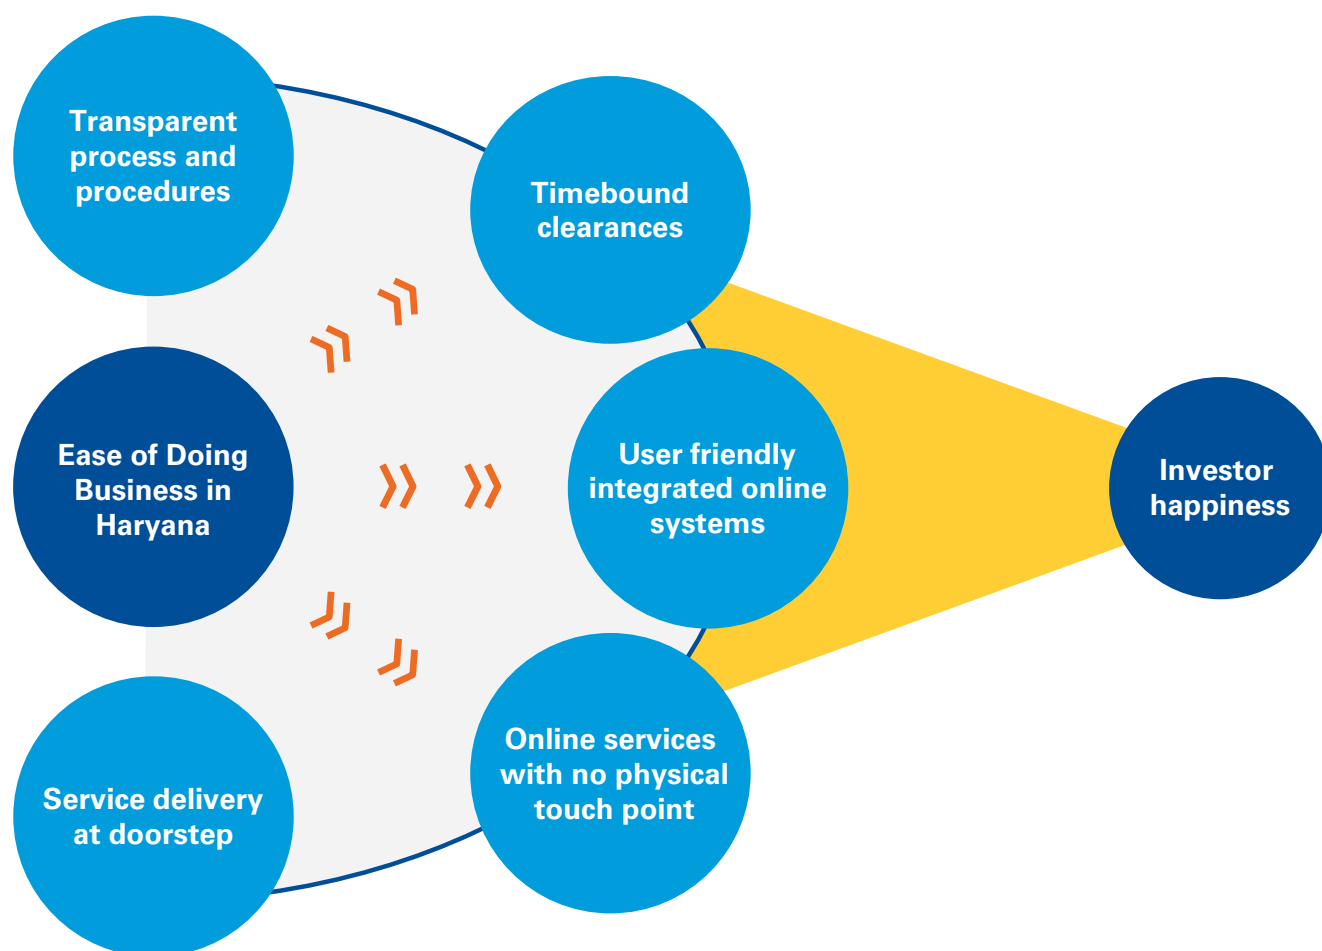 Transparent
process and
procedures
Timebound
clearances
Ease of Doing
Business in
Haryana
User friendly
integrated online
systems
Investor
happiness
Service delivery
at doorstep
Online services
with no physical
touch point